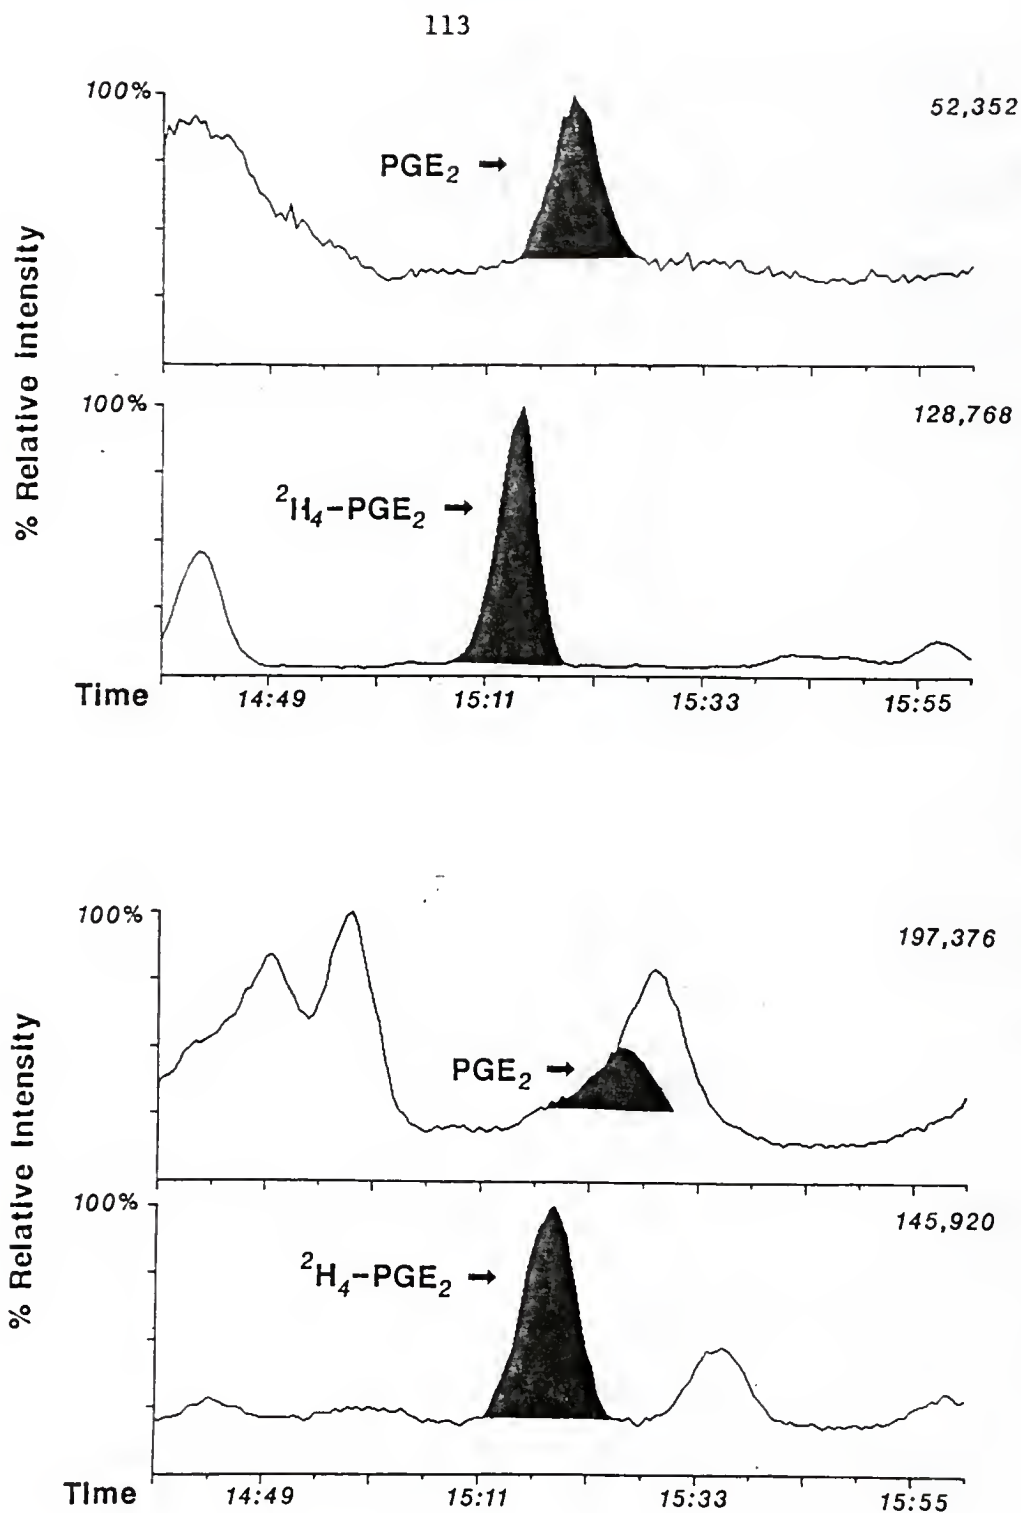 113
100%
52,352
PGE₂ →
% Relative Intensity
100%
128,768
²H₄-PGE₂ →
Time 14:49 15:11 15:33 15:55
100%
197,376
PGE₂ →
% Relative Intensity
100%
145,920
²H₄-PGE₂ →
Time 14:49 15:11 15:33 15:55